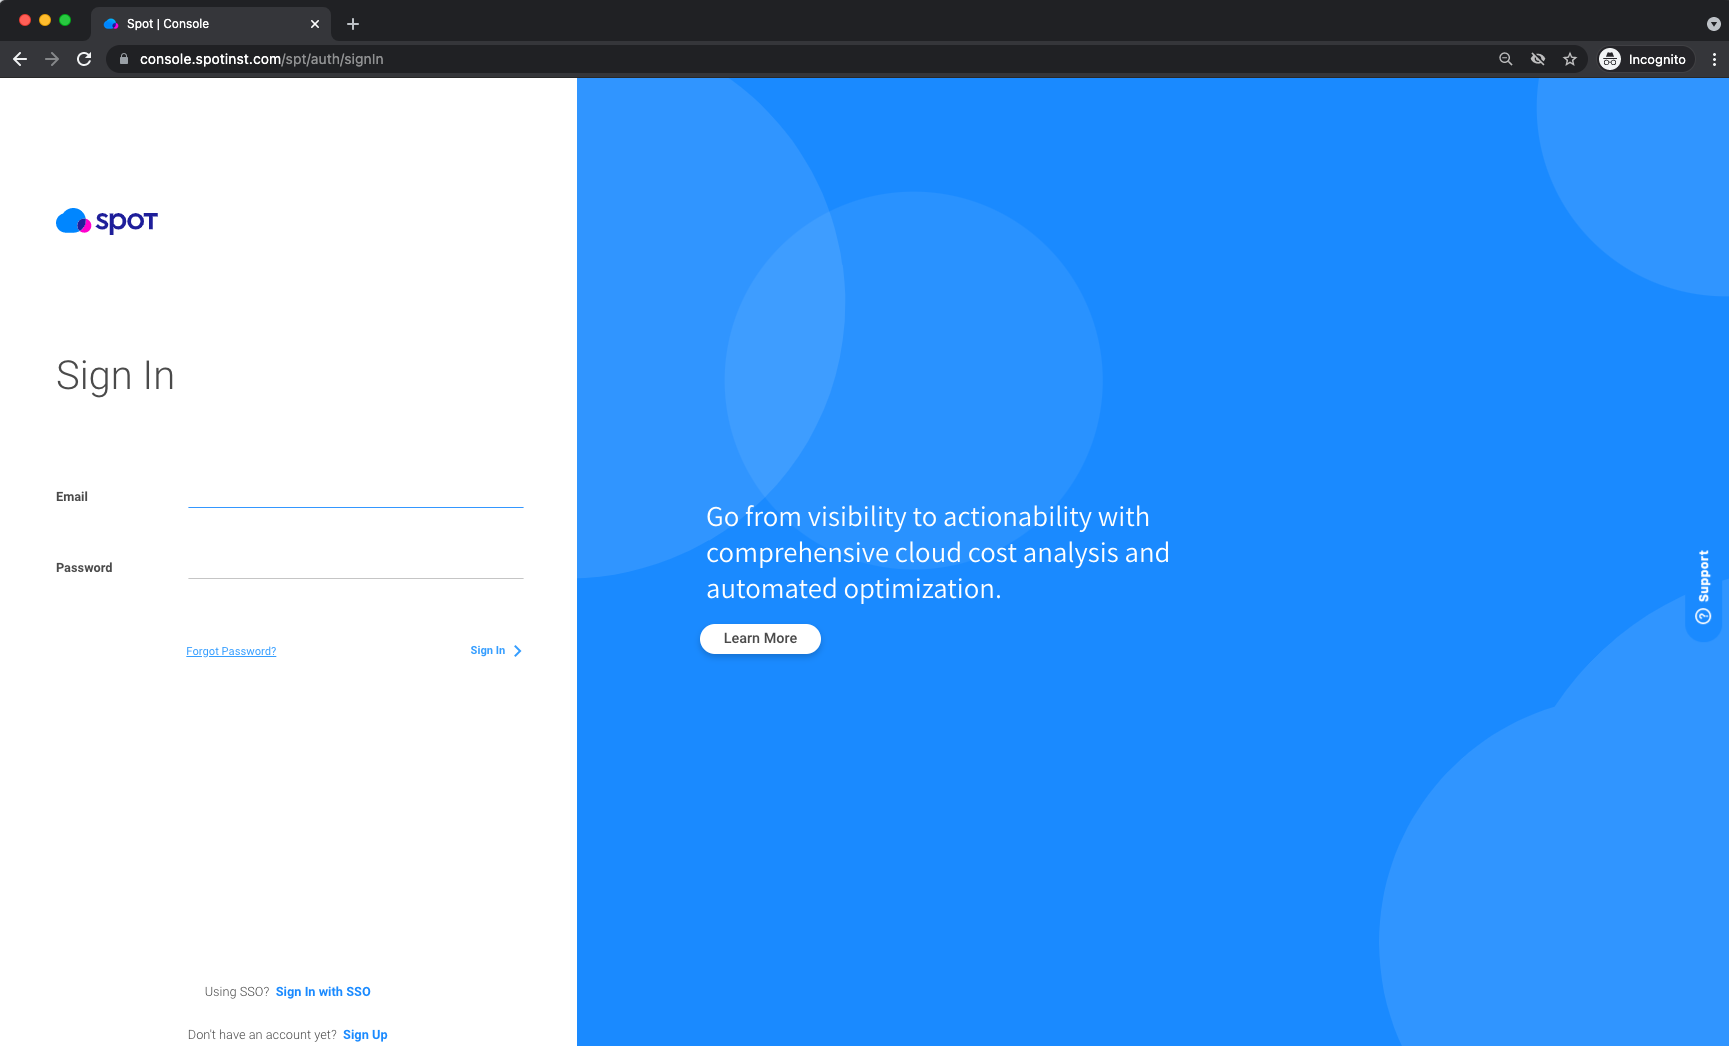 Spot | Console
console.spotinst.com/spt/auth/signIn
Incognito
spot
Sign In
Email
Password
Forgot Password?
Sign In
Using SSO? Sign In with SSO
Don't have an account yet? Sign Up
Go from visibility to actionability with
comprehensive cloud cost analysis and
automated optimization.
Learn More
Support